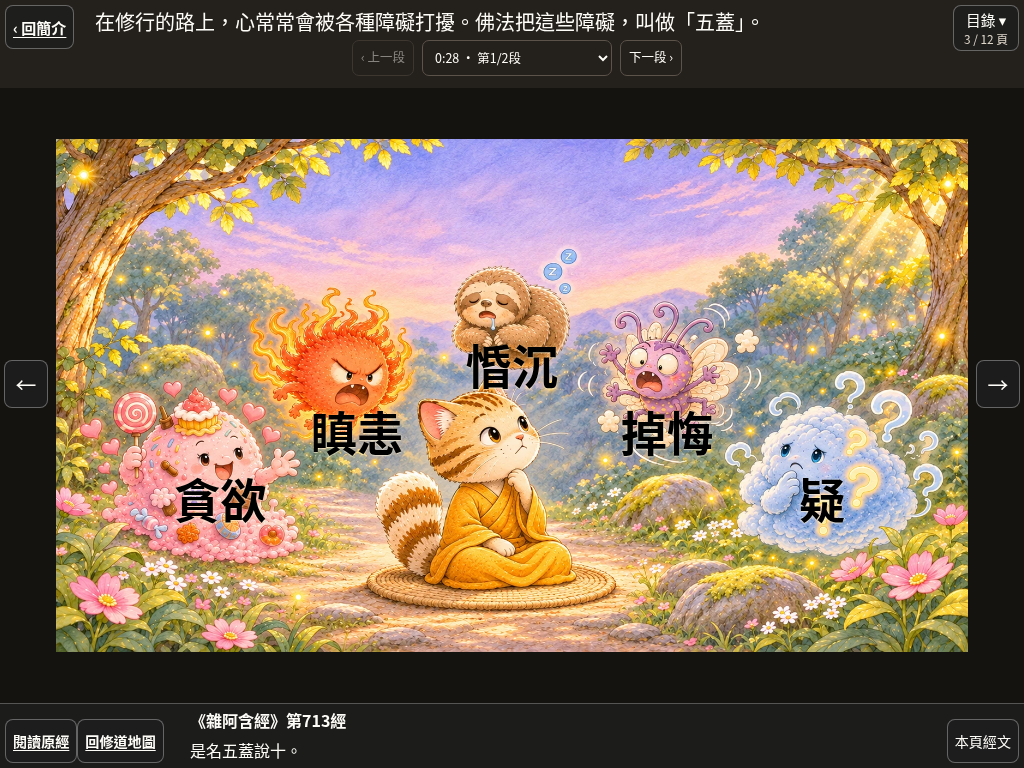 ‹ 回簡介
在修行的路上，心常常會被各種障礙打擾。佛法把這些障礙，叫做「五蓋」。
目錄 ▾
3 / 12 頁
‹ 上一段
0:28 · 第1/2段
下一段 ›
z
z
z
惛沉
瞋恚
掉悔
貪欲
疑
←
→
《雜阿含經》第713經
是名五蓋說十。
閱讀原經
回修道地圖
本頁經文